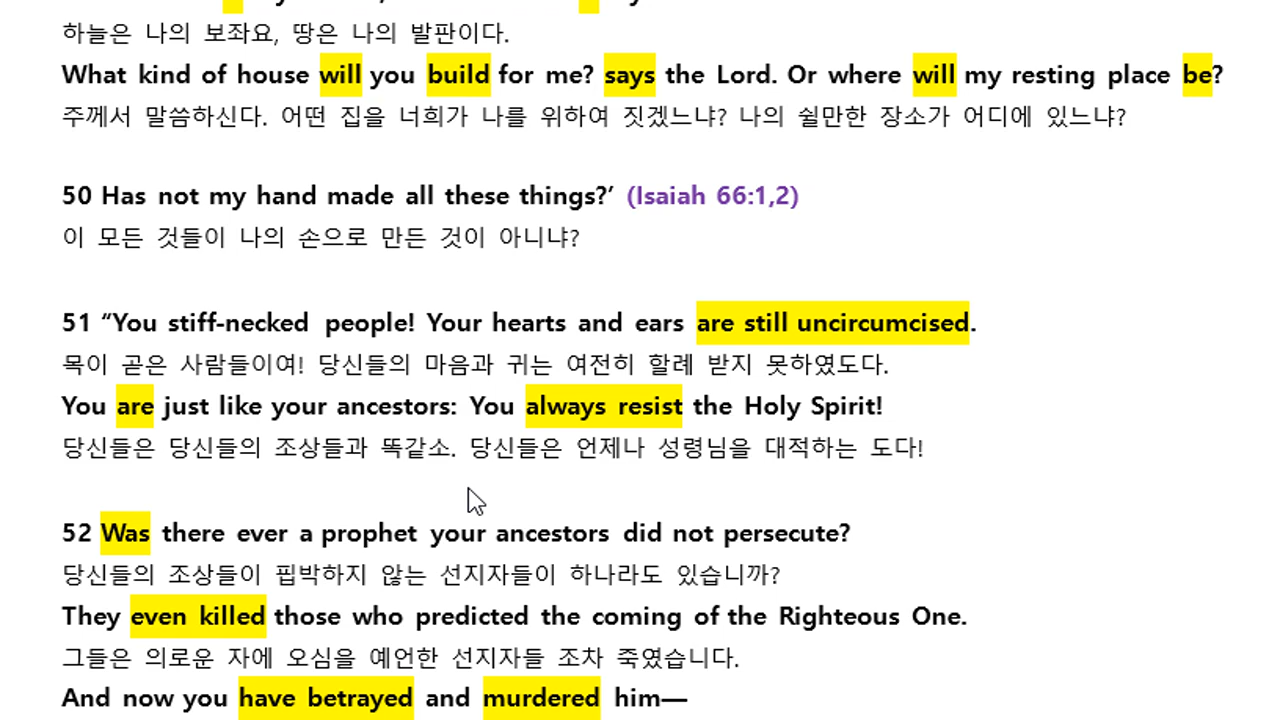 하늘은 나의 보좌요, 땅은 나의 발판이다.
What kind of house will you build for me? says the Lord. Or where will my resting place be?
주께서 말씀하신다. 어떤 집을 너희가 나를 위하여 짓겠느냐? 나의 쉴만한 장소가 어디에 있느냐?
50 Has not my hand made all these things?’ (Isaiah 66:1,2)
이 모든 것들이 나의 손으로 만든 것이 아니냐?
51 “You stiff-necked people! Your hearts and ears are still uncircumcised.
목이 곧은 사람들이여! 당신들의 마음과 귀는 여전히 할례 받지 못하였도다.
You are just like your ancestors: You always resist the Holy Spirit!
당신들은 당신들의 조상들과 똑같소. 당신들은 언제나 성령님을 대적하는 도다!
52 Was there ever a prophet your ancestors did not persecute?
당신들의 조상들이 핍박하지 않는 선지자들이 하나라도 있습니까?
They even killed those who predicted the coming of the Righteous One.
그들은 의로운 자에 오심을 예언한 선지자들 조차 죽였습니다.
And now you have betrayed and murdered him—